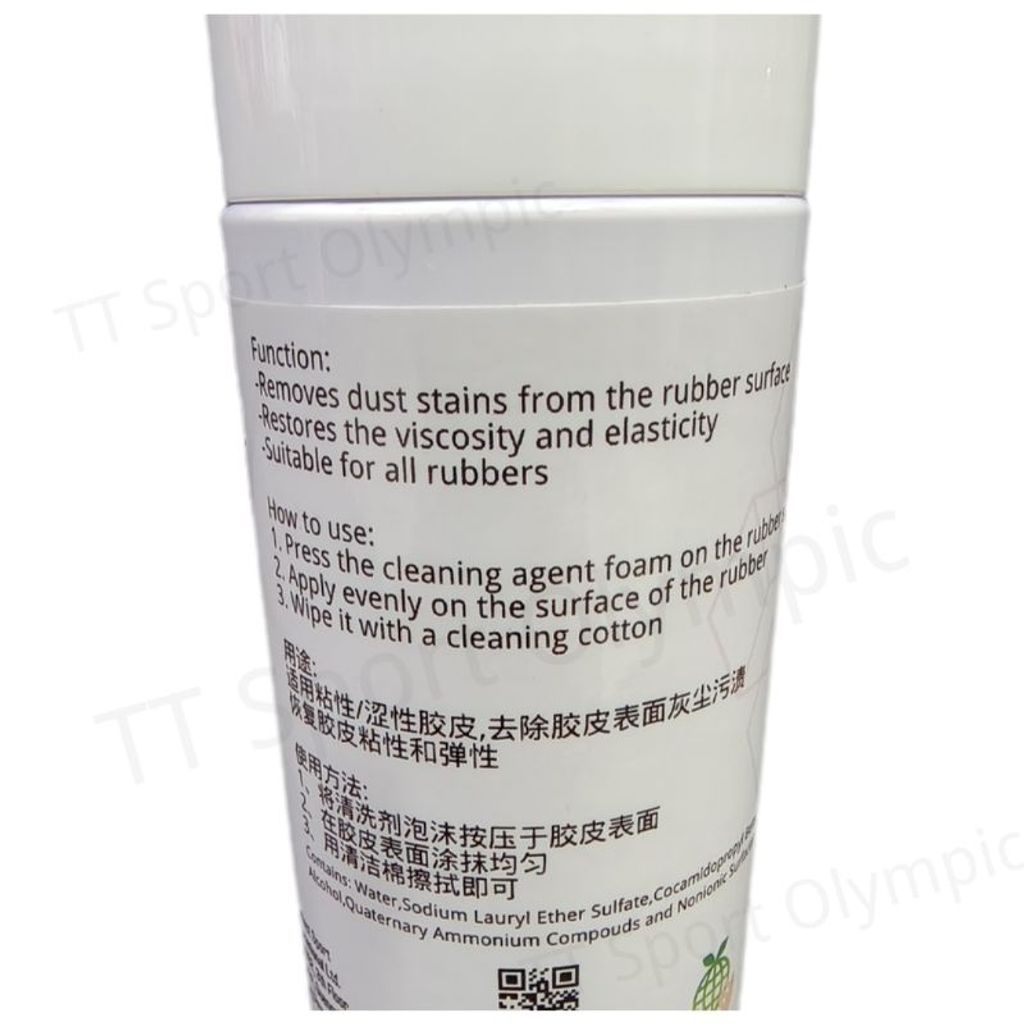 Function:
-Removes dust stains from the rubber surface
-Restores the viscosity and elasticity
-Suitable for all rubbers
How to use:
1. Press the cleaning agent foam on the rubber
2. Apply evenly on the surface of the rubber
3. Wipe it with a cleaning cotton
用途:
适用粘性/涩性胶皮,去除胶皮表面灰尘污渍
恢复胶皮粘性和弹性
使用方法:
1、将清洗剂泡沫按压于胶皮表面
2、在胶皮表面涂抹均匀
3、用清洁棉擦拭即可
Contains: Water,Sodium Lauryl Ether Sulfate,Cocamidopropyl
Alcohol,Quaternary Ammonium Compouds and Nonionic
Sport
Ltd.
Floor
TT Sport Olympic
TT Sport Olympic
TT Sport Olympic